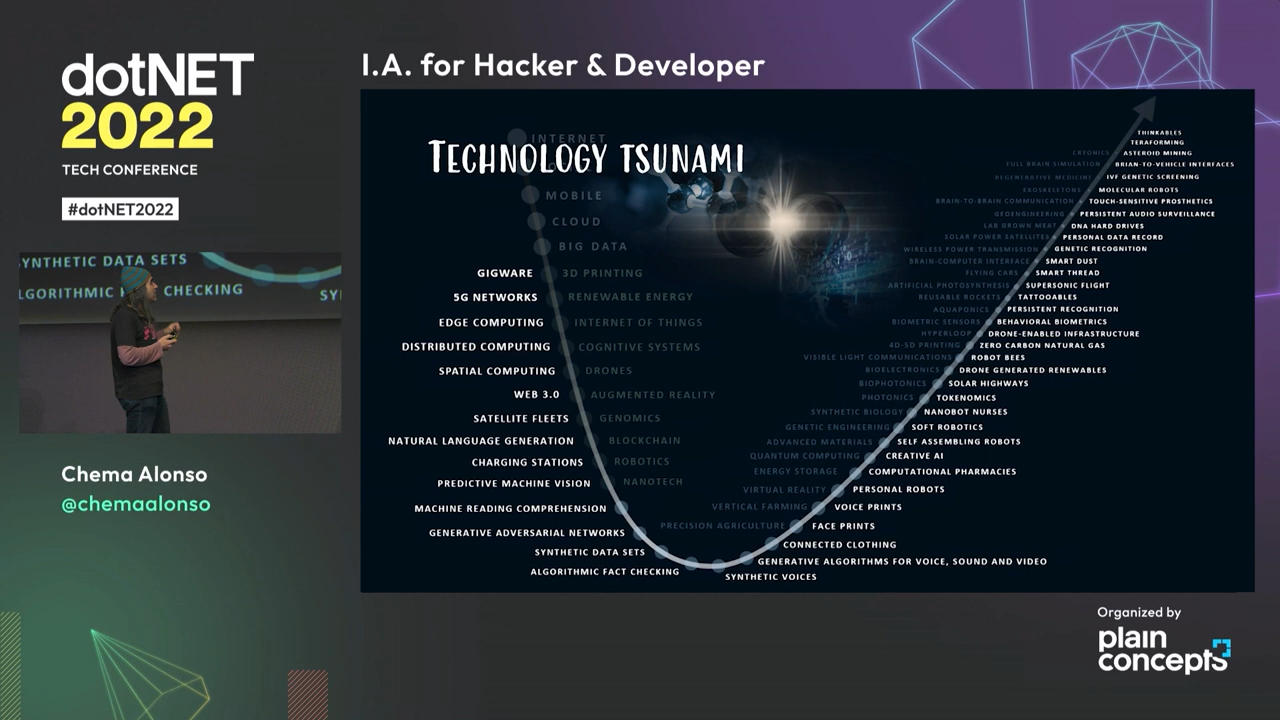 dotNET
2022
TECH CONFERENCE
#dotNET2022
SYNTHETIC DATA SETS
CHECKING
Chema Alonso
@chemaalonso
I.A. for Hacker & Developer
TECHNOLOGY TSUNAMI
INTERNET
MOBILE
CLOUD
BIG DATA
GIGWARE 3D PRINTING
5G NETWORKS RENEWABLE ENERGY
EDGE COMPUTING INTERNET OF THINGS
DISTRIBUTED COMPUTING COGNITIVE SYSTEMS
SPATIAL COMPUTING DRONES
WEB 3.0 AUGMENTED REALITY
SATELLITE FLEETS GENOMICS
NATURAL LANGUAGE GENERATION BLOCKCHAIN
CHARGING STATIONS ROBOTICS
PREDICTIVE MACHINE VISION NANOTECH
MACHINE READING COMPREHENSION
GENERATIVE ADVERSARIAL NETWORKS
SYNTHETIC DATA SETS
ALGORITHMIC FACT CHECKING
THINKABLES
TERAFORMING
CRYONICS ASTEROID MINING
FULL BRAIN SIMULATION BRIAN-TO-VEHICLE INTERFACES
REGENERATIVE MEDICINE IVF GENETIC SCREENING
EXOSKELETONS MOLECULAR ROBOTS
BRAIN-TO-BRAIN COMMUNICATION TOUCH-SENSITIVE PROSTHETICS
GEOENGINEERING PERSISTENT AUDIO SURVEILLANCE
LAB GROWN MEAT DNA HARD DRIVES
SOLAR POWER SATELLITES PERSONAL DATA RECORD
WIRELESS POWER TRANSMISSION GENETIC RECOGNITION
BRAIN-COMPUTER INTERFACE SMART DUST
FLYING CARS SMART THREAD
ARTIFICIAL PHOTOSYNTHESIS SUPERSONIC FLIGHT
REUSABLE ROCKETS TATTOOABLES
AQUAPONICS PERSISTENT RECOGNITION
BIOMETRIC SENSORS BEHAVIORAL BIOMETRICS
HYPERLOOP DRONE-ENABLED INFRASTRUCTURE
4D-5D PRINTING ZERO CARBON NATURAL GAS
VISIBLE LIGHT COMMUNICATIONS ROBOT BEES
BIOELECTRONICS DRONE GENERATED RENEWABLES
BIOPHOTONICS SOLAR HIGHWAYS
PHOTONICS TOKENOMICS
SYNTHETIC BIOLOGY NANOBOT NURSES
GENETIC ENGINEERING SOFT ROBOTICS
ADVANCED MATERIALS SELF ASSEMBLING ROBOTS
QUANTUM COMPUTING CREATIVE AI
ENERGY STORAGE COMPUTATIONAL PHARMACIES
VIRTUAL REALITY PERSONAL ROBOTS
VERTICAL FARMING VOICE PRINTS
PRECISION AGRICULTURE FACE PRINTS
CONNECTED CLOTHING
GENERATIVE ALGORITHMS FOR VOICE, SOUND AND VIDEO
SYNTHETIC VOICES
Organized by
plain
concepts